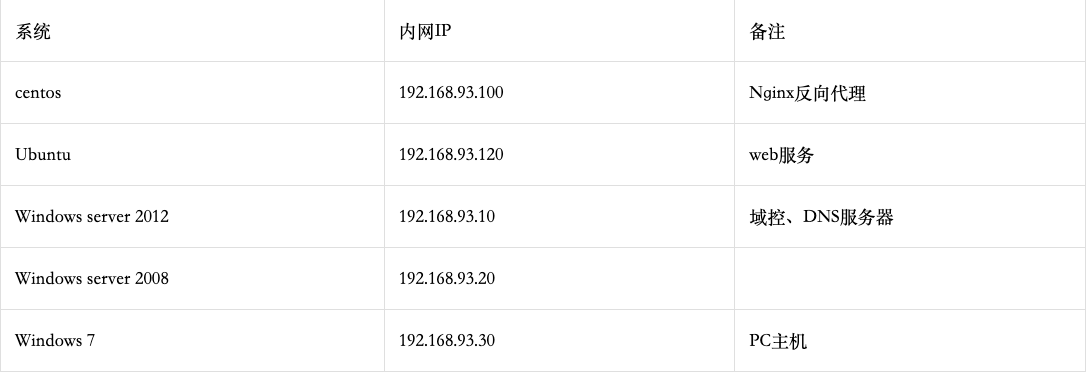 系统 内网IP 备注
centos 192.168.93.100 Nginx反向代理
Ubuntu 192.168.93.120 web服务
Windows server 2012 192.168.93.10 域控、DNS服务器
Windows server 2008 192.168.93.20
Windows 7 192.168.93.30 PC主机